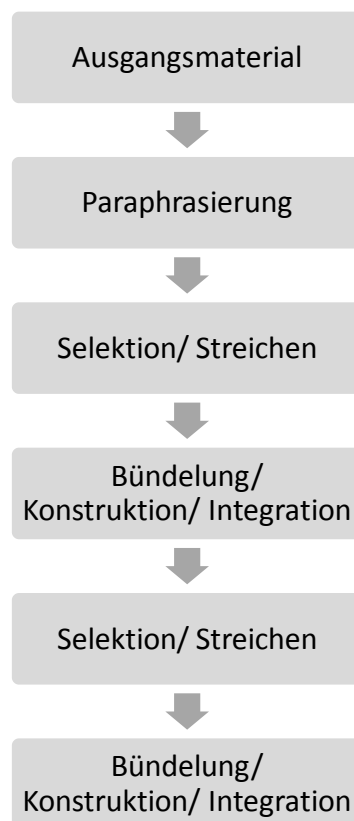 Ausgangsmaterial
Paraphrasierung
Selektion/ Streichen
Bündelung/
Konstruktion/ Integration
Selektion/ Streichen
Bündelung/
Konstruktion/ Integration